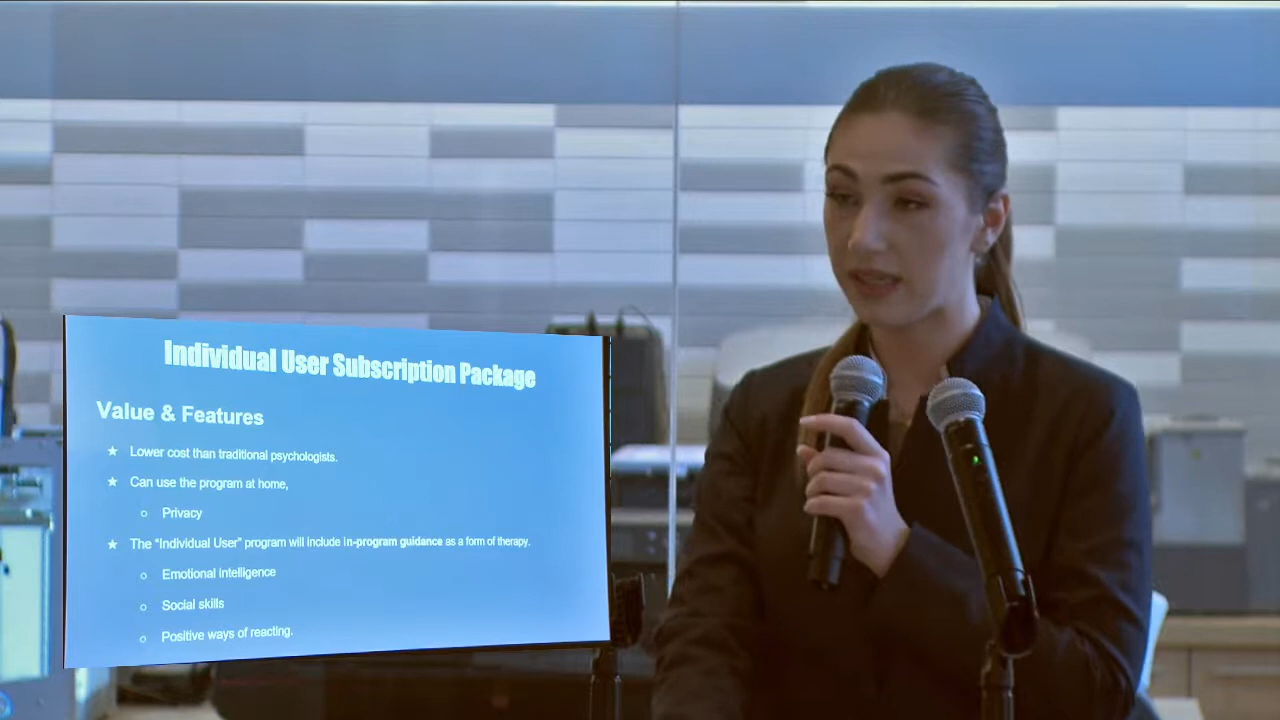 Individual User Subscription Package
Value & Features
★ Lower cost than traditional psychologists.
★ Can use the program at home,
○ Privacy
★ The “Individual User” program will include in-program guidance as a form of therapy.
○ Emotional intelligence
○ Social skills
○ Positive ways of reacting.